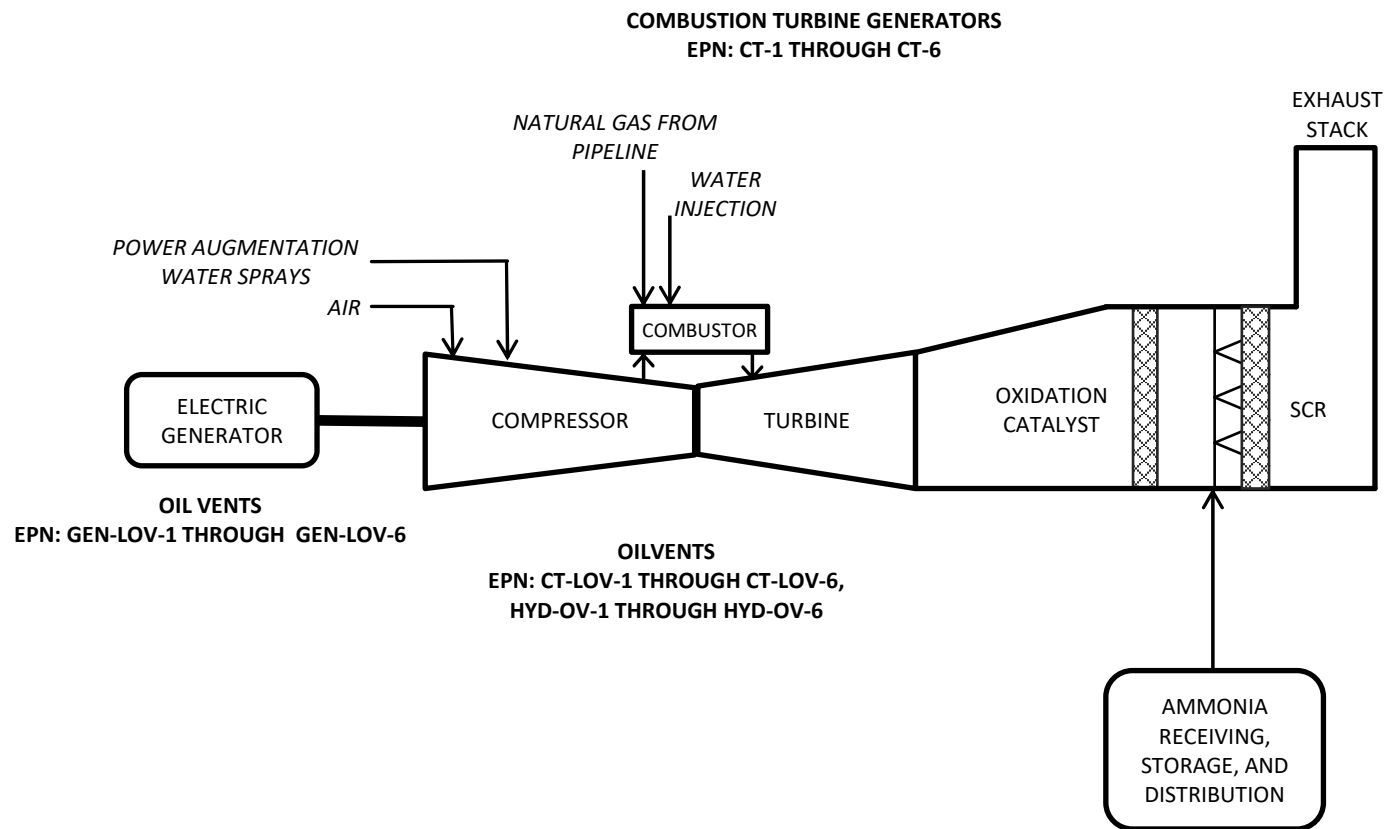 COMBUSTION TURBINE GENERATORS
EPN: CT-1 THROUGH CT-6
EXHAUST
STACK
NATURAL GAS FROM
PIPELINE
WATER
INJECTION
POWER AUGMENTATION
WATER SPRAYS
AIR
COMBUSTOR
ELECTRIC
GENERATOR
COMPRESSOR
TURBINE
OXIDATION
CATALYST
SCR
OIL VENTS
EPN: GEN-LOV-1 THROUGH GEN-LOV-6
OILVENTS
EPN: CT-LOV-1 THROUGH CT-LOV-6,
HYD-OV-1 THROUGH HYD-OV-6
AMMONIA
RECEIVING,
STORAGE, AND
DISTRIBUTION